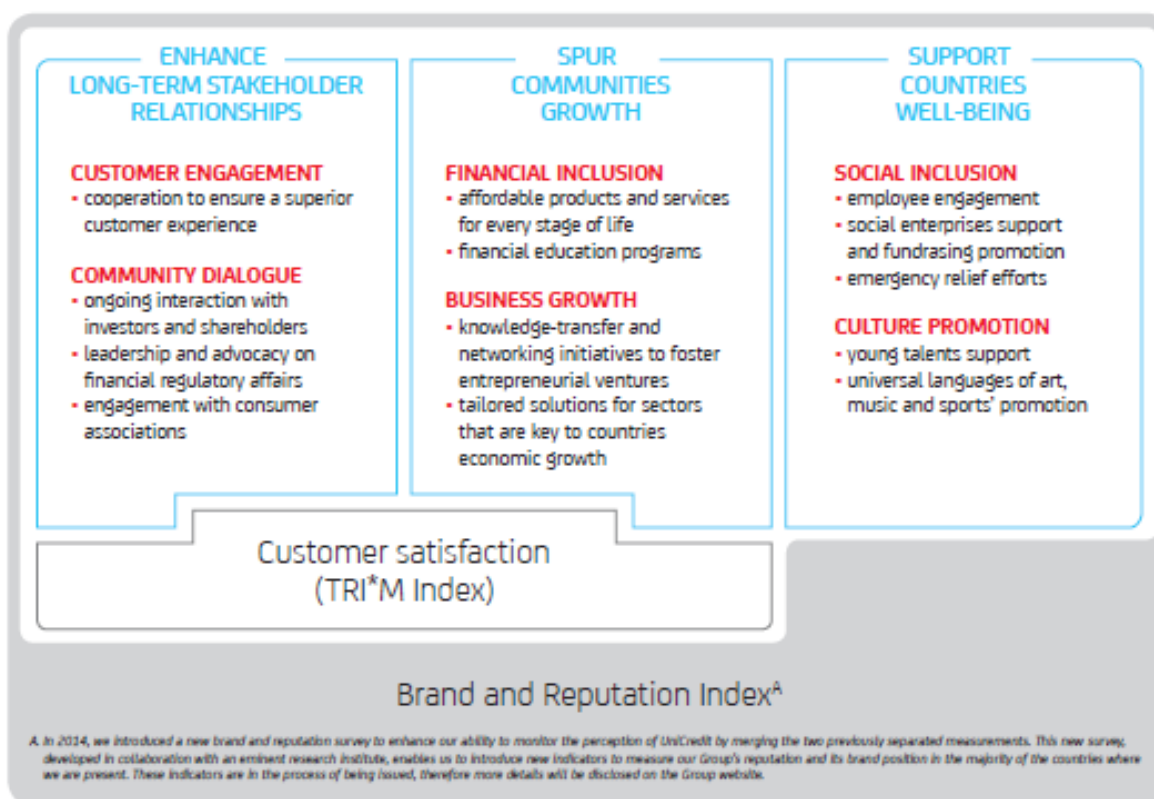 ENHANCE
LONG-TERM STAKEHOLDER
RELATIONSHIPS
CUSTOMER ENGAGEMENT
▪ cooperation to ensure a superior
customer experience
COMMUNITY DIALOGUE
▪ ongoing interaction with
investors and shareholders
▪ leadership and advocacy on
financial regulatory affairs
▪ engagement with consumer
associations
SPUR
COMMUNITIES
GROWTH
FINANCIAL INCLUSION
▪ affordable products and services
for every stage of life
▪ financial education programs
BUSINESS GROWTH
▪ knowledge-transfer and
networking initiatives to foster
entrepreneurial ventures
▪ tailored solutions for sectors
that are key to countries
economic growth
SUPPORT
COUNTRIES
WELL-BEING
SOCIAL INCLUSION
▪ employee engagement
▪ social enterprises support
and fundrasing promotion
▪ emergency relief efforts
CULTURE PROMOTION
▪ young talents support
▪ universal languages of art,
music and sports' promotion
Customer satisfaction
(TRI*M Index)
Brand and Reputation Index^A
A. In 2014, we introduced a new brand and reputation survey to enhance our ability to monitor the perception of UniCredit by merging the two previously separated measurements. This new survey,
developed in collaboration with an eminent research institute, enables us to introduce new indicators to measure our Group's reputation and its brand position in the majority of the countries where
we are present. These indicators are in the process of being issued, therefore more details will be disclosed on the Group website.